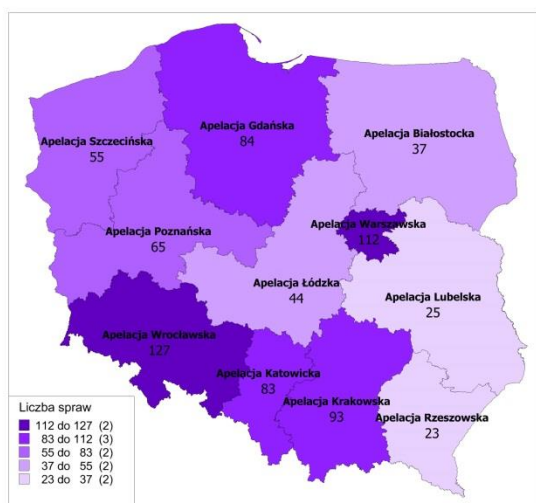 Apelacja Gdańska
84
Apelacja Białostocka
37
Apelacja Szczecińska
55
Apelacja Warszawska
112
Apelacja Poznańska
65
Apelacja Łódzka
44
Apelacja Lubelska
25
Apelacja Wrocławska
127
Apelacja Katowicka
83
Apelacja Krakowska
93
Apelacja Rzeszowska
23
Liczba spraw
112 do 127 (2)
83 do 112 (3)
55 do 83 (2)
37 do 55 (2)
23 do 37 (2)